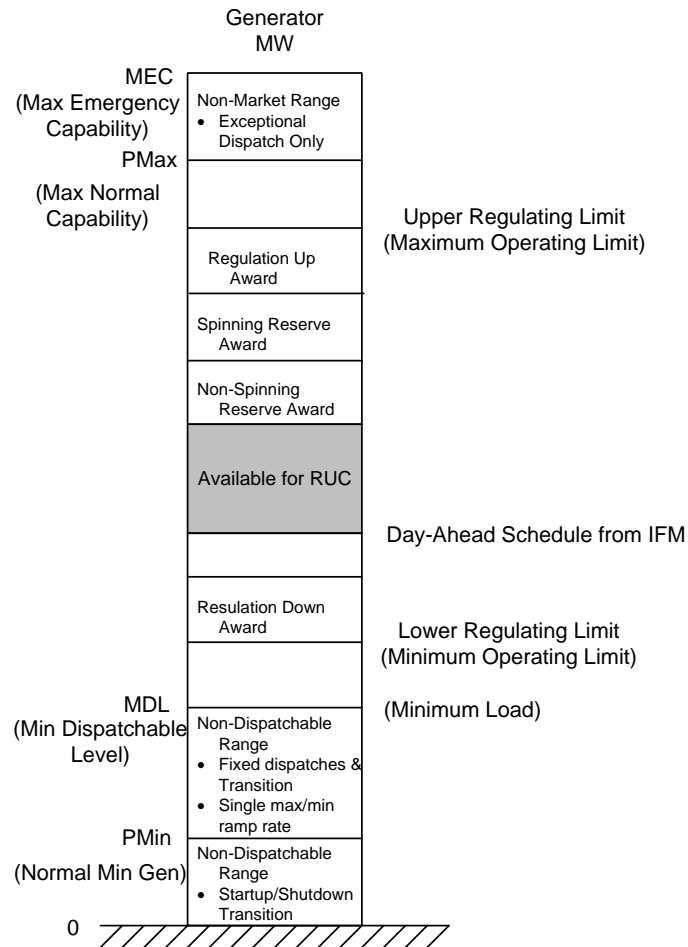 Generator
MW
MEC
(Max Emergency
Capability)
Non-Market Range
• Exceptional
Dispatch Only
PMax
(Max Normal
Capability)
Upper Regulating Limit
(Maximum Operating Limit)
Regulation Up
Award
Spinning Reserve
Award
Non-Spinning
Reserve Award
Available for RUC
Day-Ahead Schedule from IFM
Resulation Down
Award
Lower Regulating Limit
(Minimum Operating Limit)
MDL
(Min Dispatchable
Level)
(Minimum Load)
Non-Dispatchable
Range
• Fixed dispatches &
Transition
• Single max/min
ramp rate
PMin
(Normal Min Gen)
Non-Dispatchable
Range
• Startup/Shutdown
Transition
0